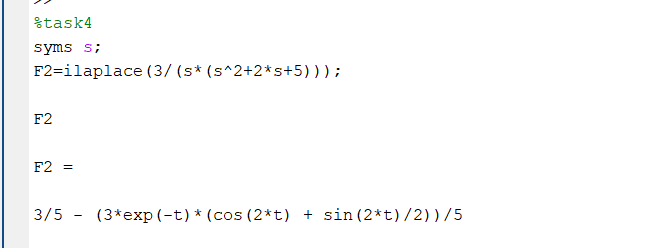 %task4
syms s;
F2=ilaplace(3/(s*(s^2+2*s+5)));
F2
F2 =
3/5 - (3*exp(-t)*(cos(2*t) + sin(2*t)/2))/5